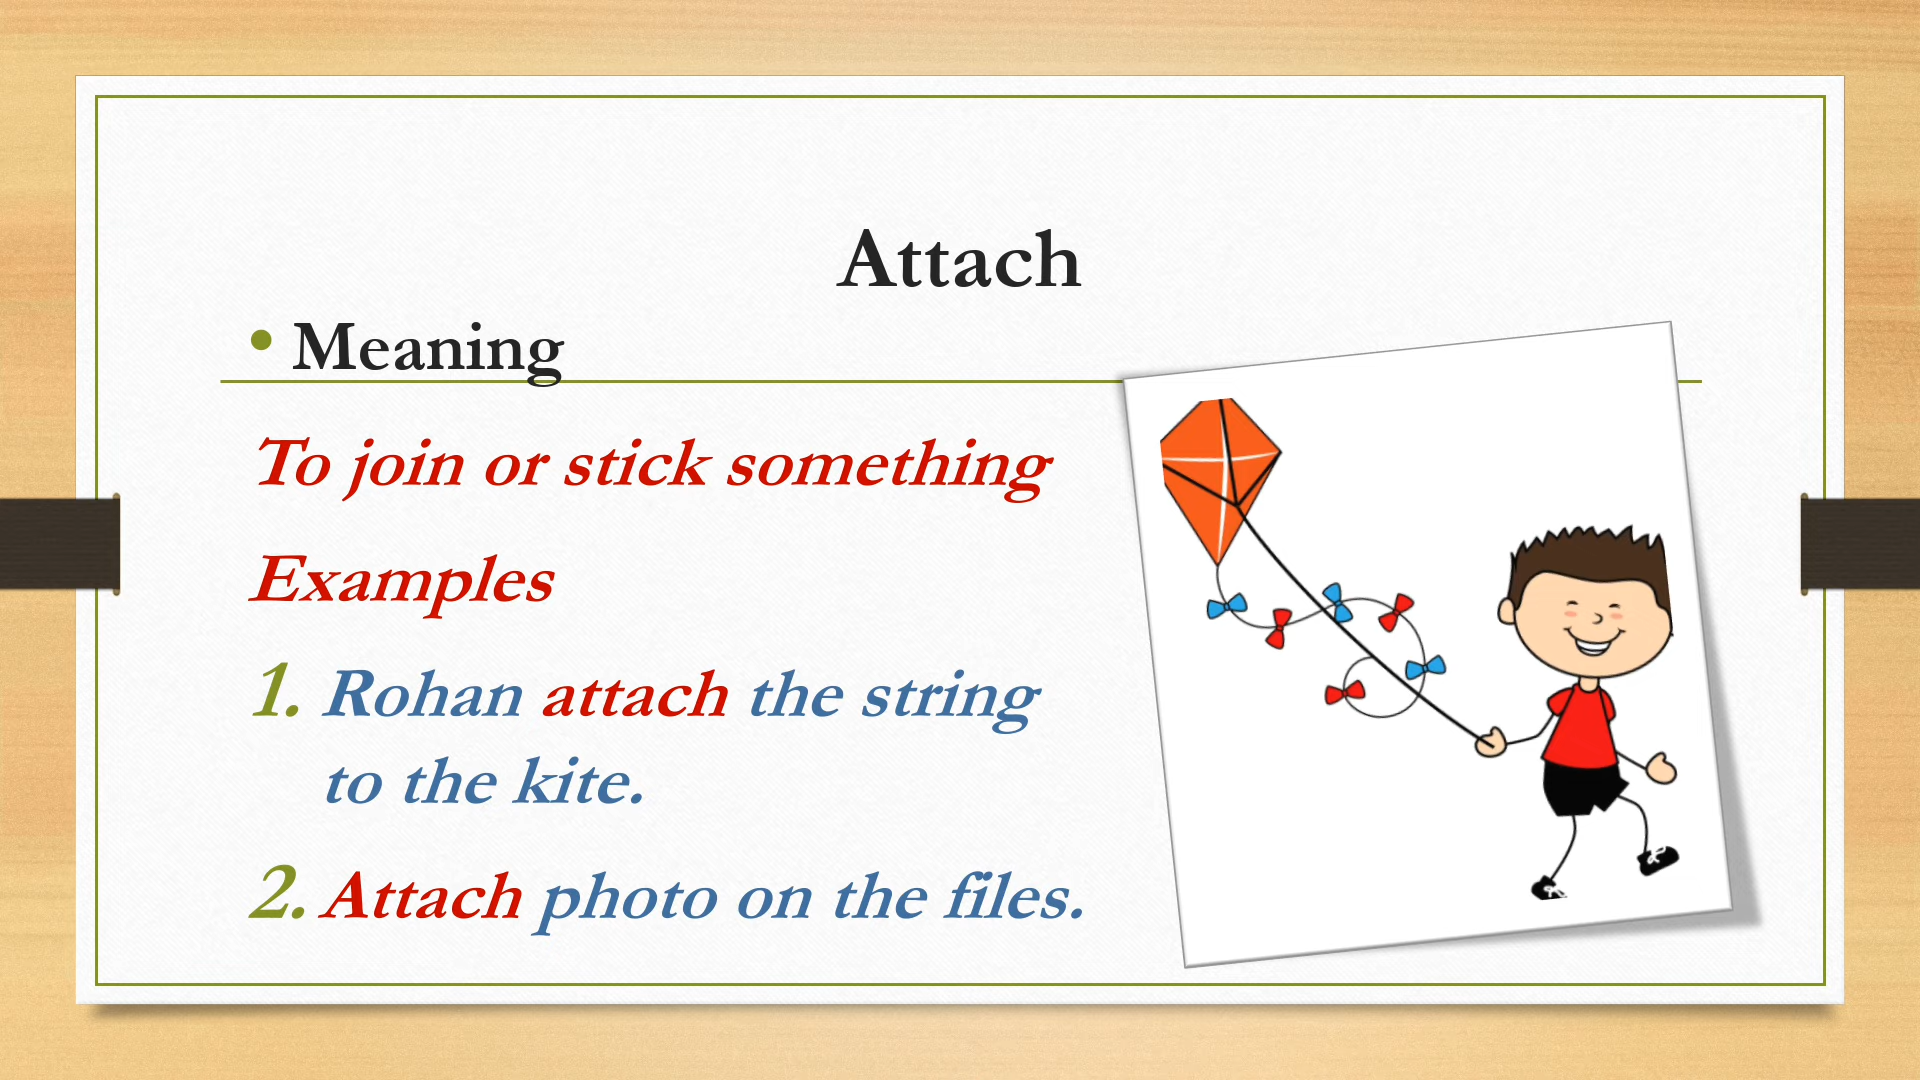 Attach
• Meaning
To join or stick something
Examples
1. Rohan attach the string
to the kite.
2. Attach photo on the files.